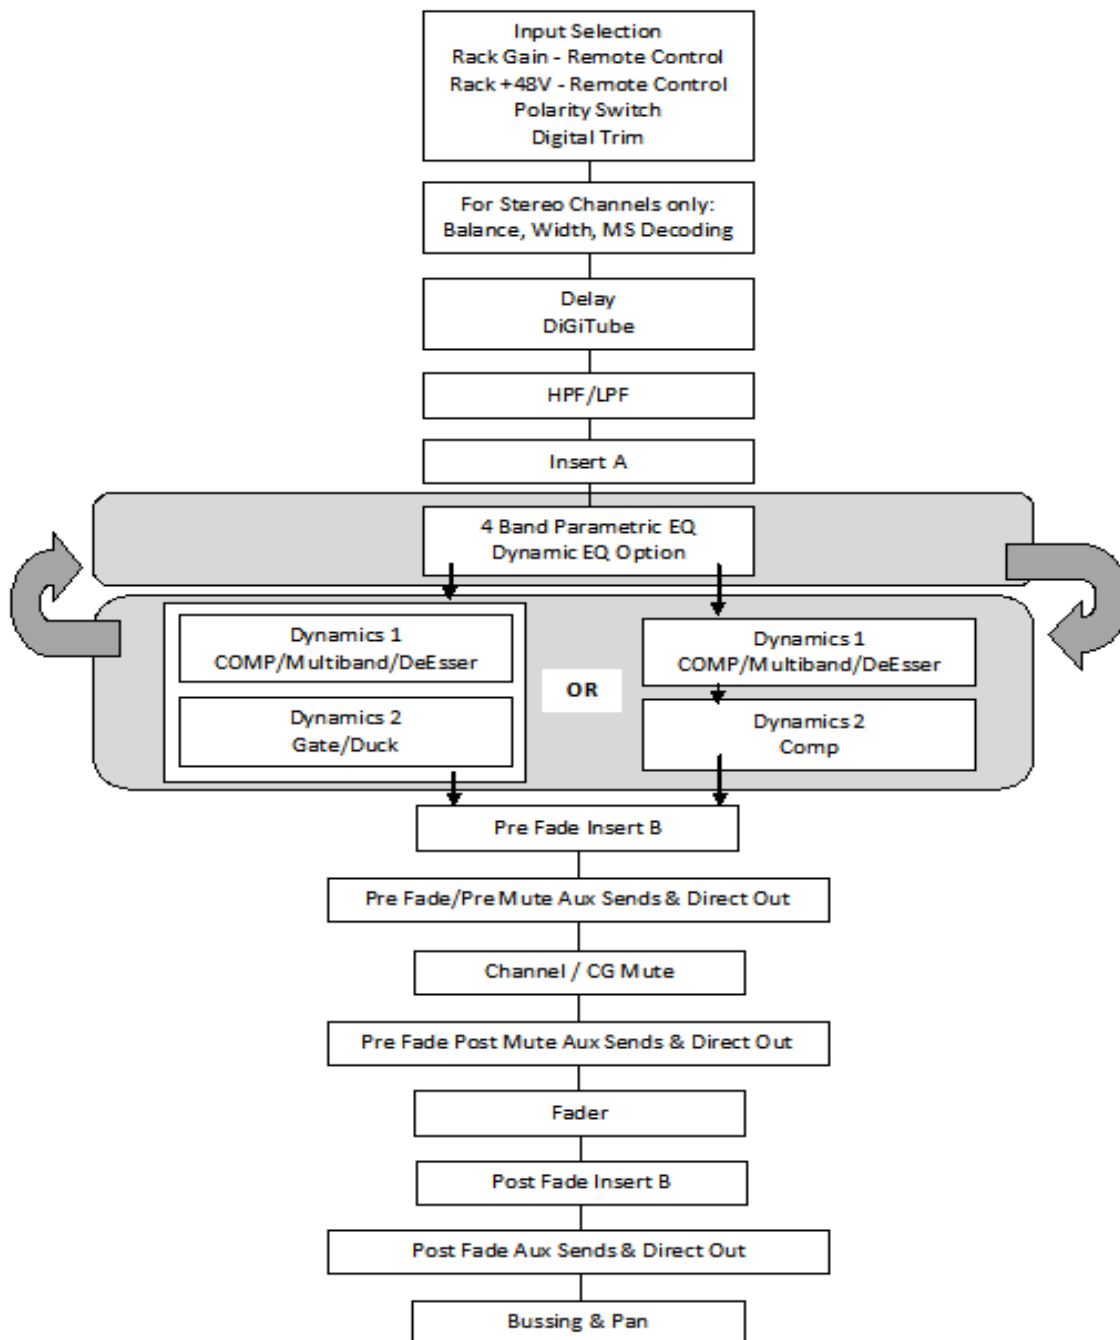 Input Selection
Rack Gain - Remote Control
Rack +48V - Remote Control
Polarity Switch
Digital Trim
For Stereo Channels only:
Balance, Width, MS Decoding
Delay
DiGiTube
HPF/LPF
Insert A
4 Band Parametric EQ
Dynamic EQ Option
Dynamics 1
COMP/Multiband/DeEsser
Dynamics 2
Gate/Duck
OR
Dynamics 1
COMP/Multiband/DeEsser
Dynamics 2
Comp
Pre Fade Insert B
Pre Fade/Pre Mute Aux Sends & Direct Out
Channel / CG Mute
Pre Fade Post Mute Aux Sends & Direct Out
Fader
Post Fade Insert B
Post Fade Aux Sends & Direct Out
Bussing & Pan